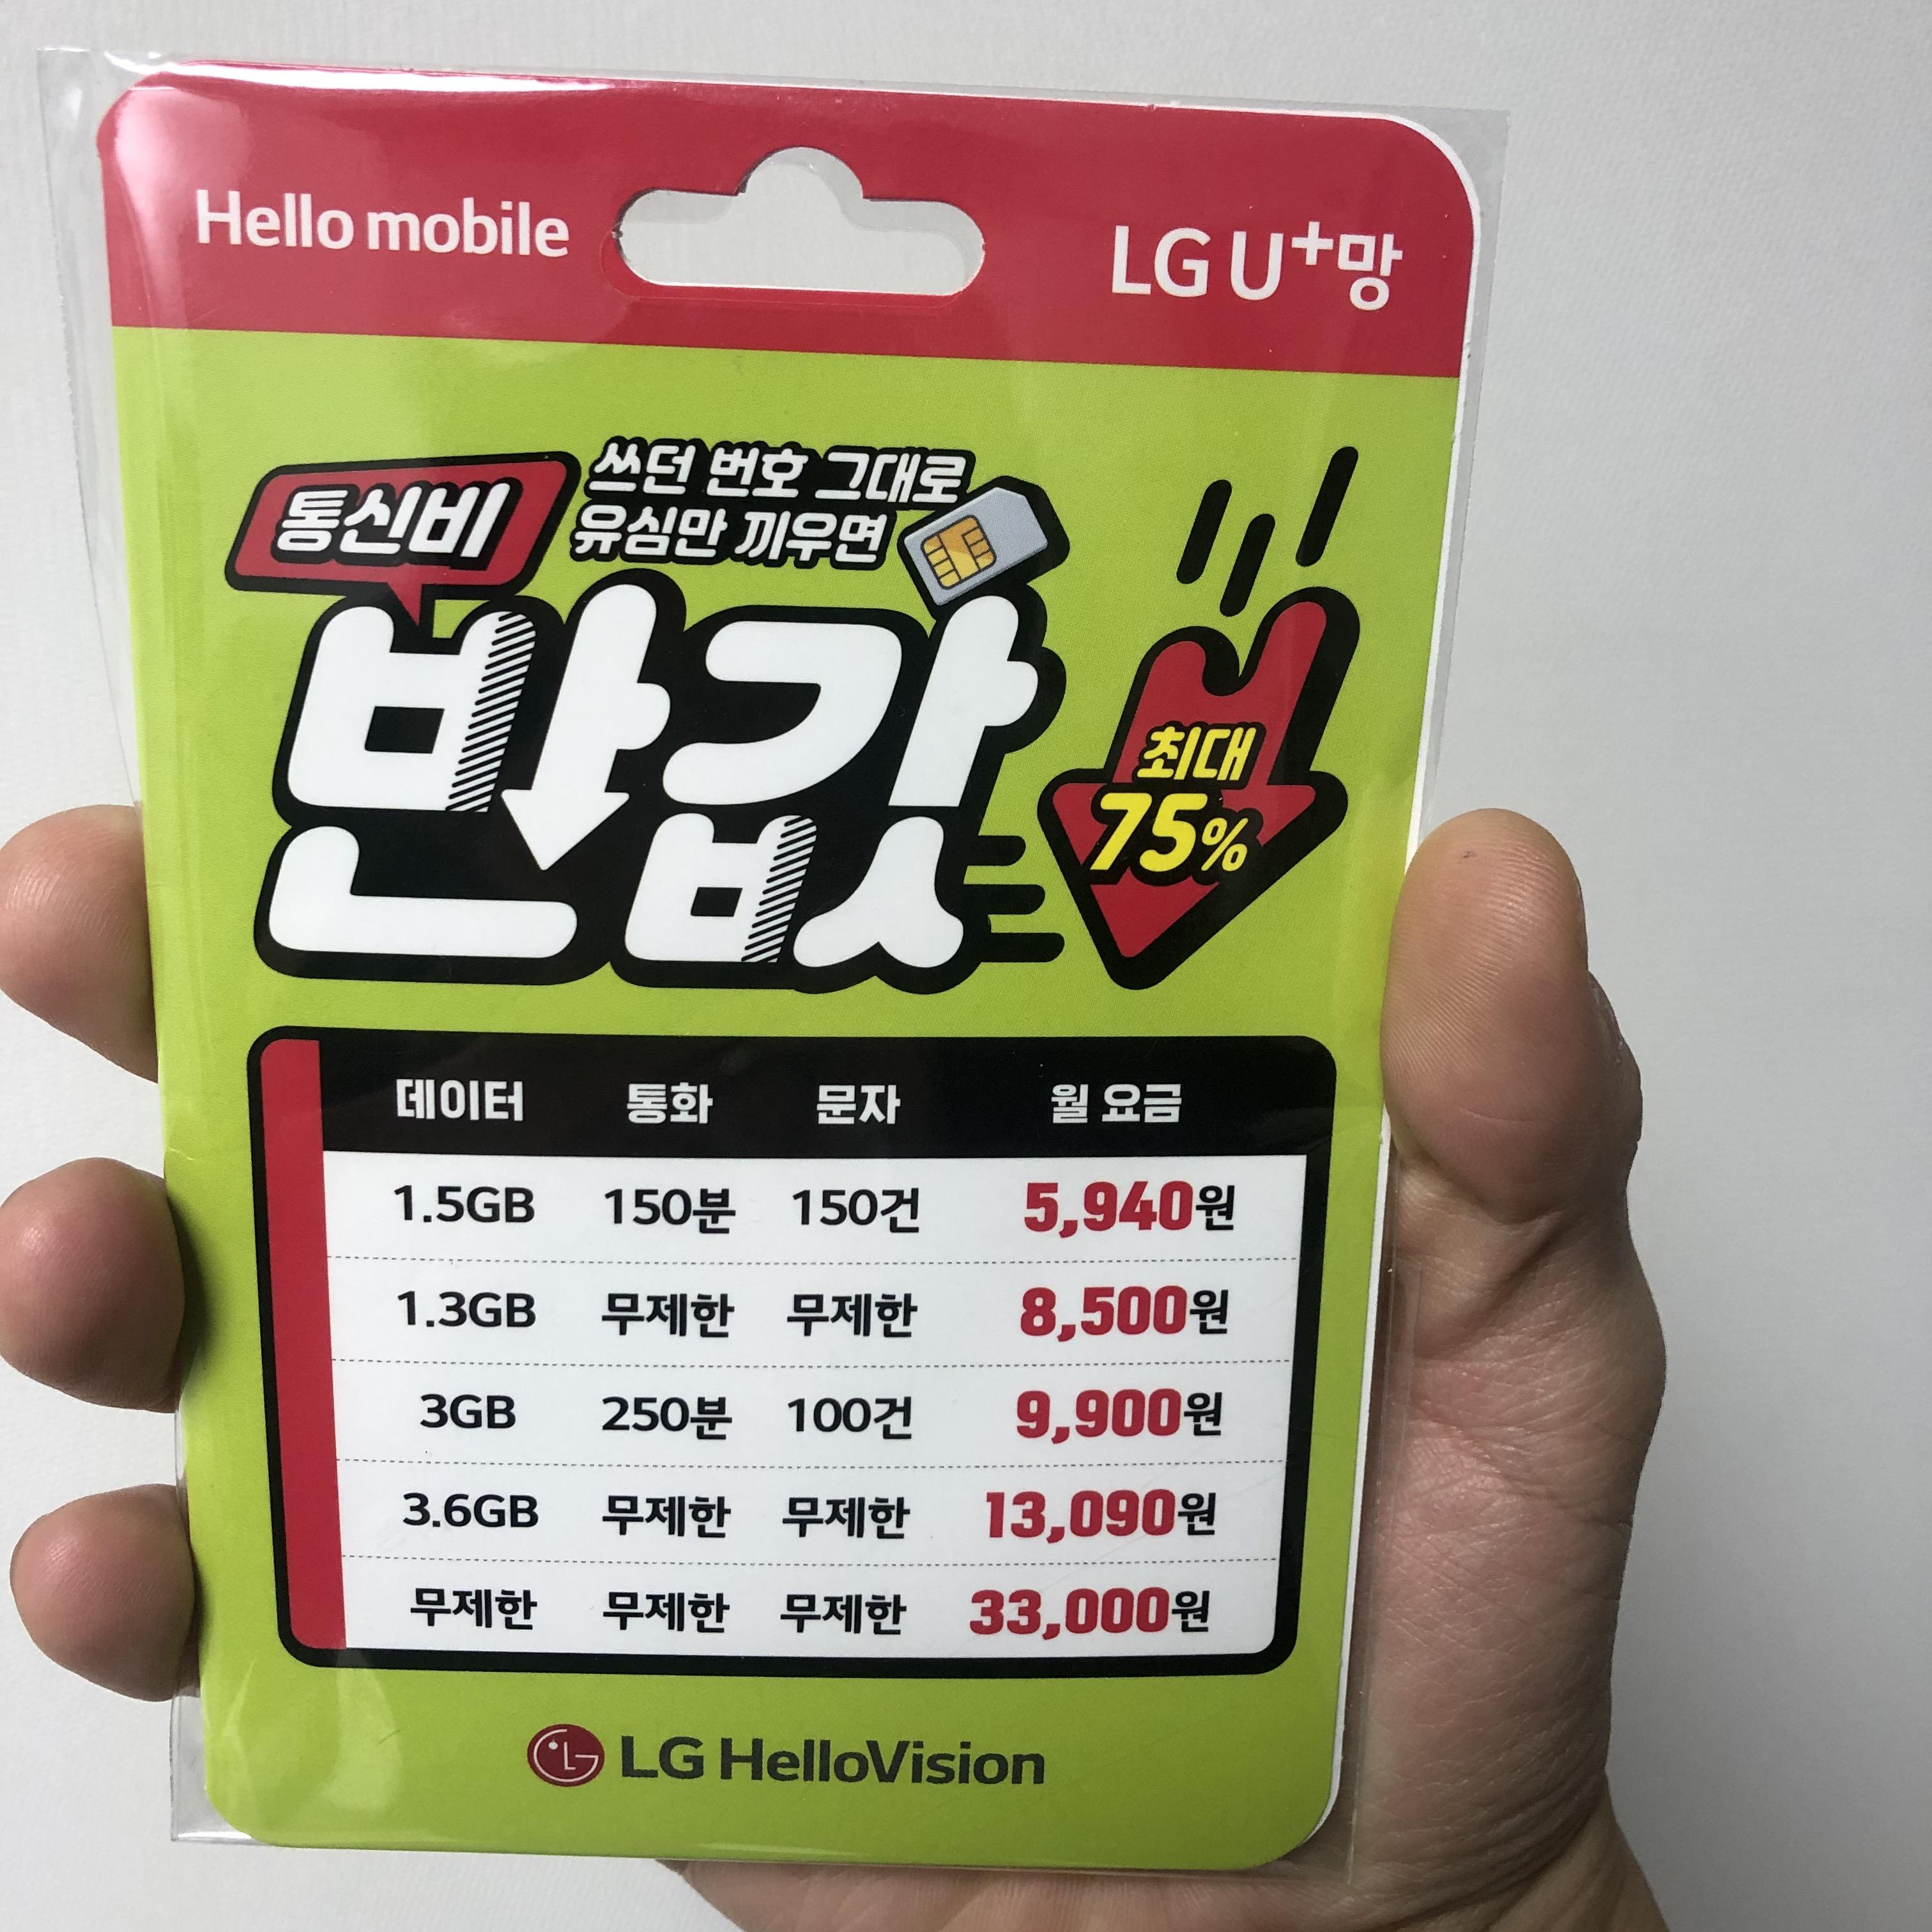 Hello mobile
LG U+망
통신비
쓰던 번호 그대로
유심만 끼우면
반값
최대
75%
데이터 통화 문자 월 요금
1.5GB 150분 150건 5,940원
1.3GB 무제한 무제한 8,500원
3GB 250분 100건 9,900원
3.6GB 무제한 무제한 13,090원
무제한 무제한 무제한 33,000원
LG HelloVision